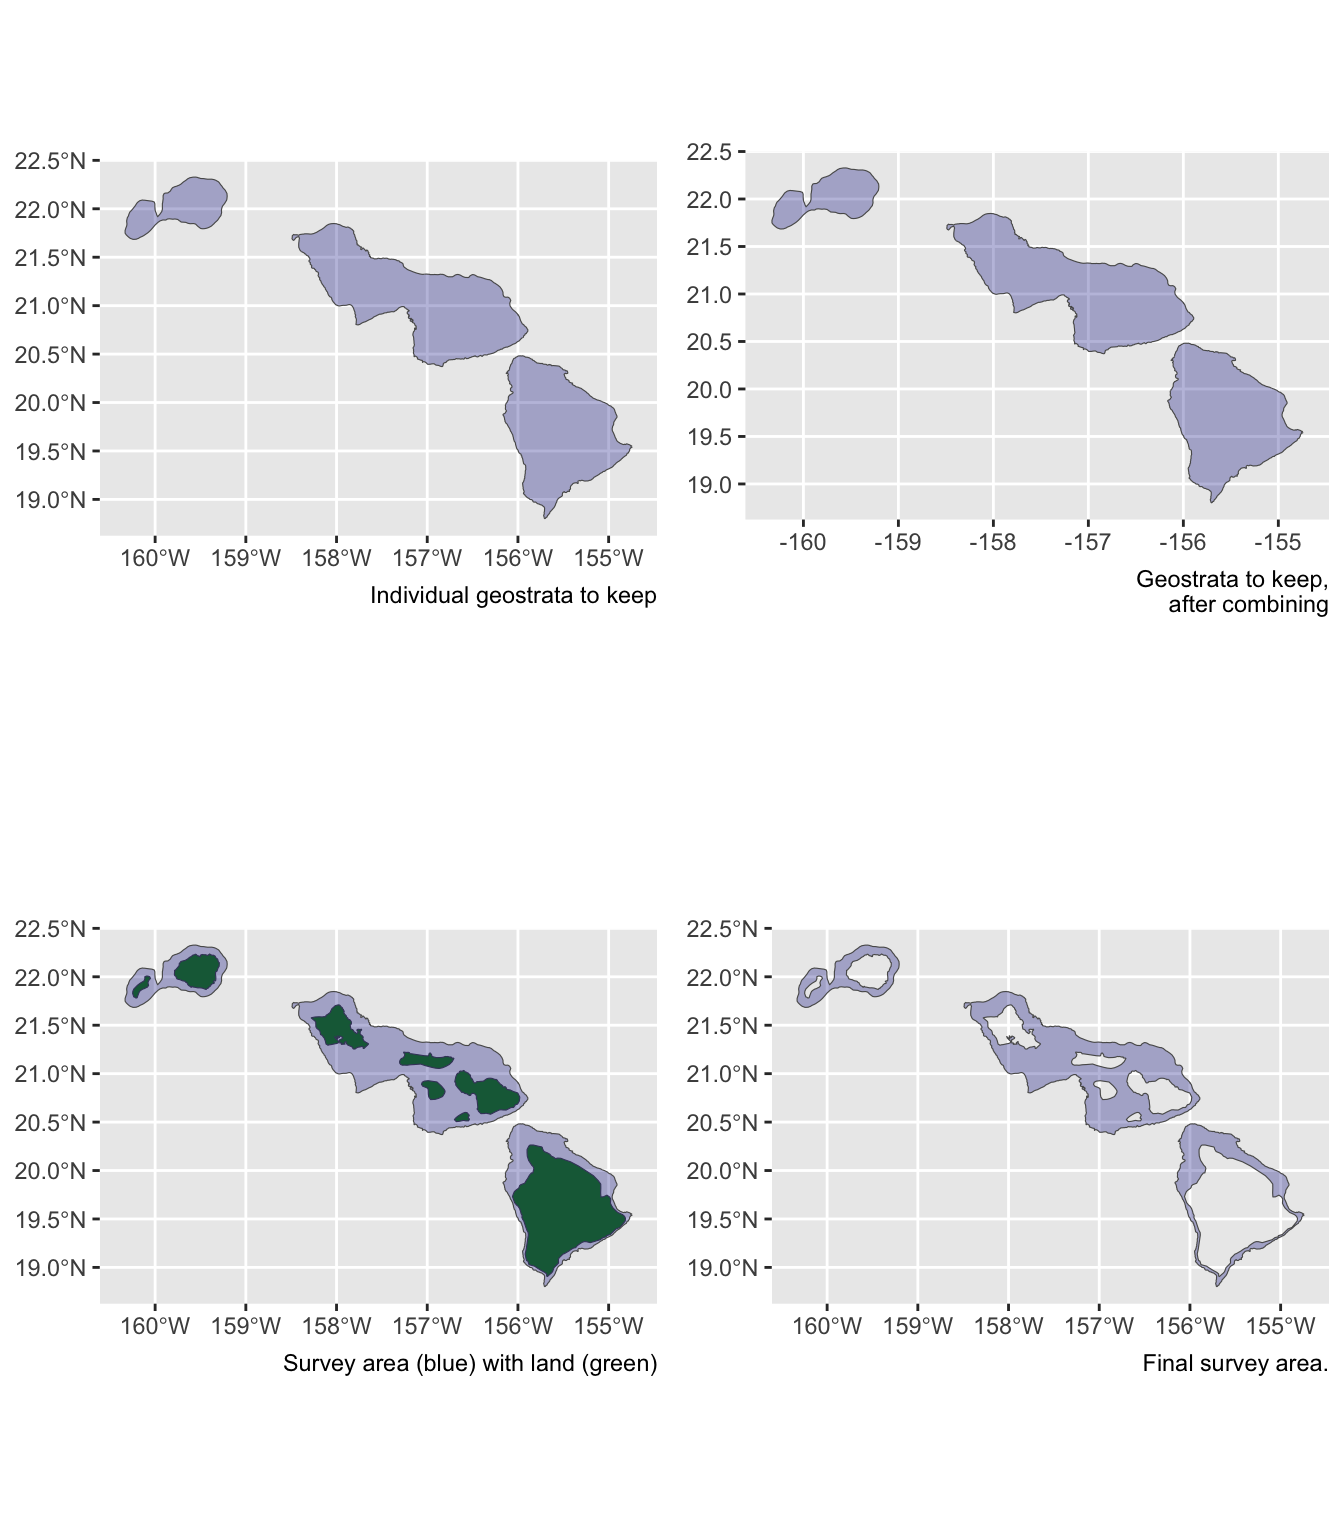 22.5°N
22.0°N
21.5°N
21.0°N
20.5°N
20.0°N
19.5°N
19.0°N
160°W 159°W 158°W 157°W 156°W 155°W
Individual geostrata to keep
22.5
22.0
21.5
21.0
20.5
20.0
19.5
19.0
-160 -159 -158 -157 -156 -155
Geostrata to keep,
after combining
22.5°N
22.0°N
21.5°N
21.0°N
20.5°N
20.0°N
19.5°N
19.0°N
160°W 159°W 158°W 157°W 156°W 155°W
Survey area (blue) with land (green)
22.5°N
22.0°N
21.5°N
21.0°N
20.5°N
20.0°N
19.5°N
19.0°N
160°W 159°W 158°W 157°W 156°W 155°W
Final survey area.